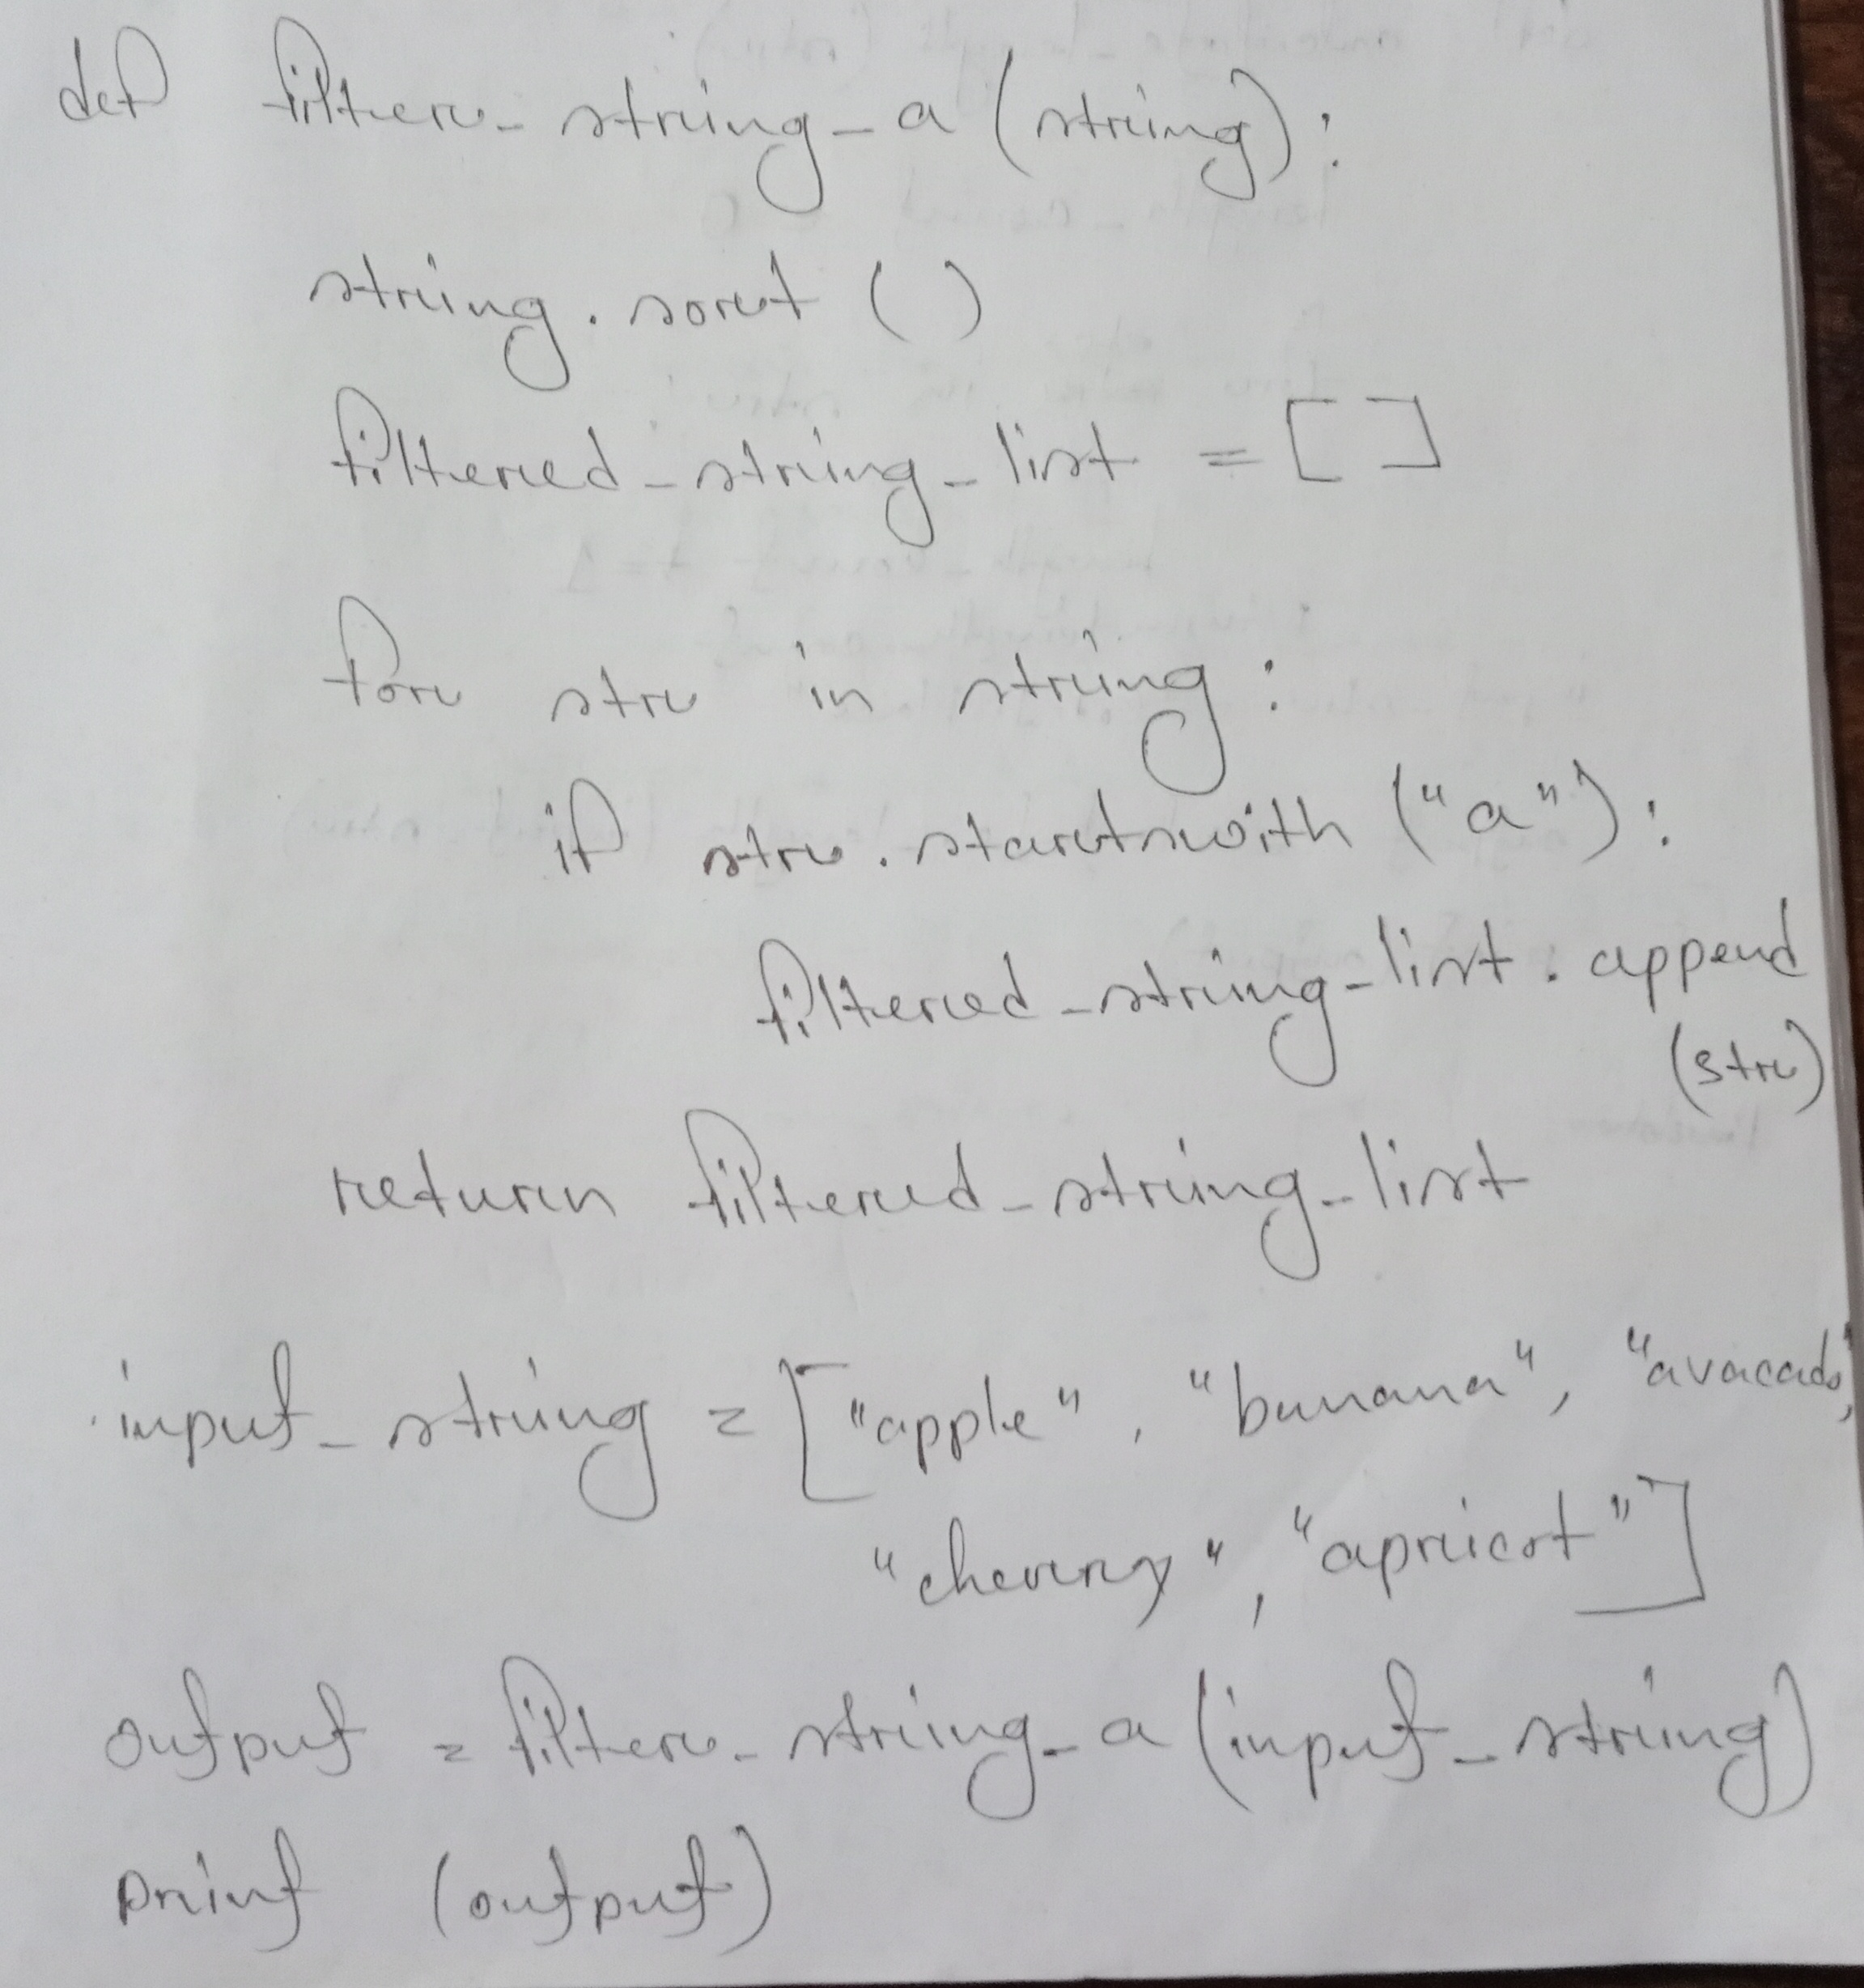 def filter_string_a (string):
string.sort ()
filtered_string_list = []
for str in string:
if str.startswith ("a"):
filtered_string_list.append
(str)
return filtered_string_list
input_string = ["apple", "banana", "avacado",
"cherry", "apricot"]
output = filter_string_a (input_string)
print (output)